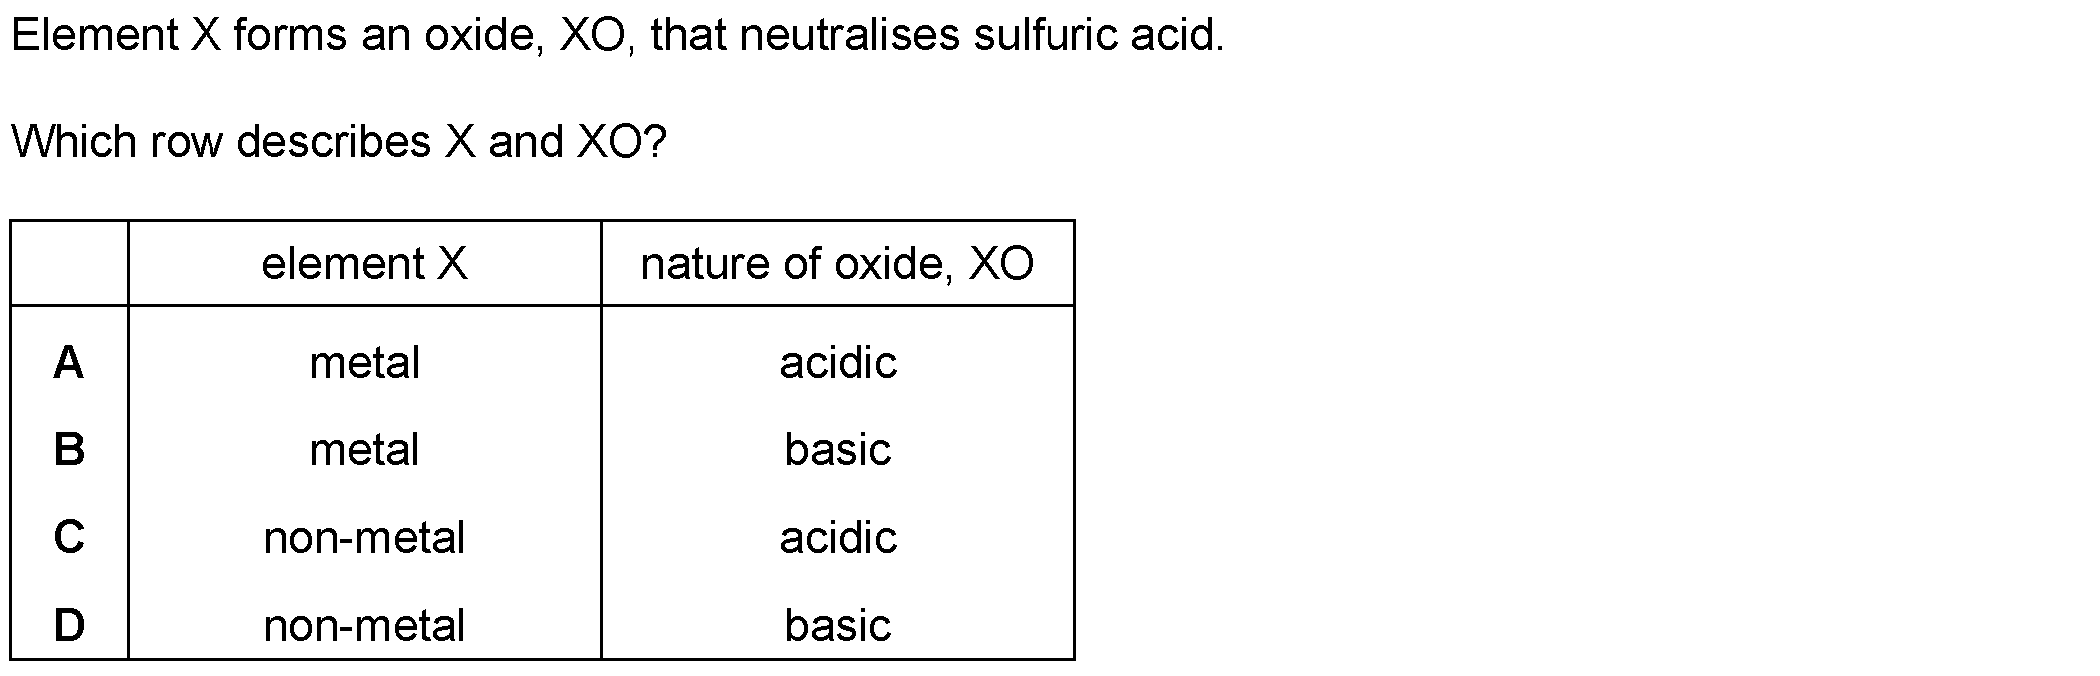 Element X forms an oxide, XO, that neutralises sulfuric acid.
Which row describes X and XO?
element X nature of oxide, XO
A metal acidic
B metal basic
C non-metal acidic
D non-metal basic